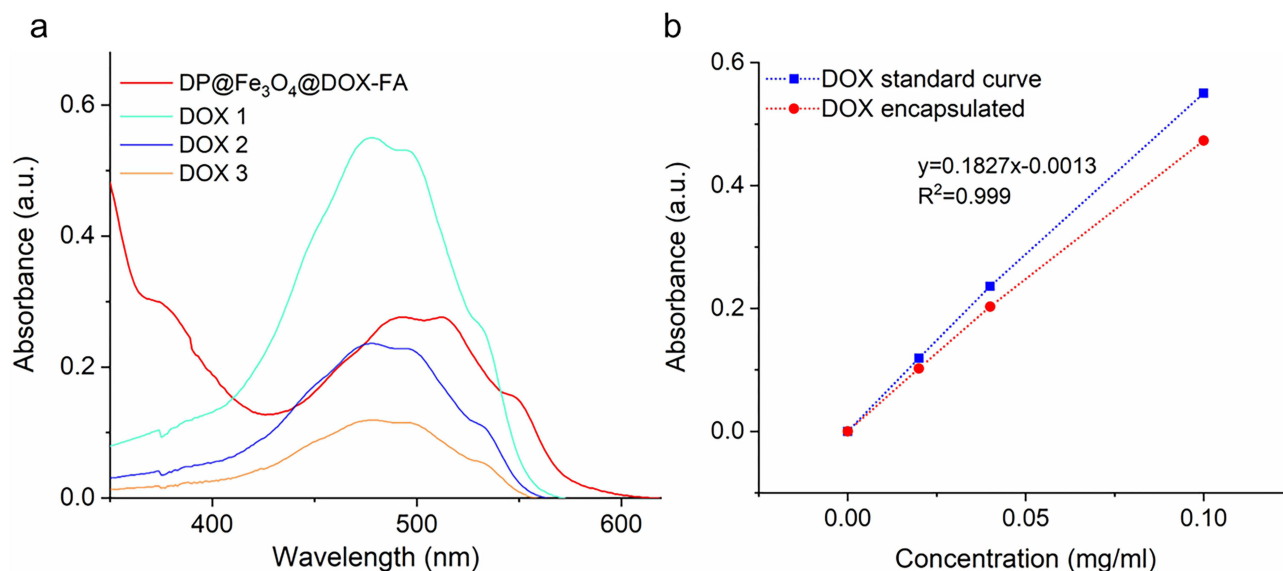 a
Absorbance (a.u.)
0.6
0.4
0.2
0.0
DP@Fe₃O₄@DOX-FA
DOX 1
DOX 2
DOX 3
400
500
600
Wavelength (nm)
b
Absorbance (a.u.)
0.6
0.4
0.2
0.0
DOX standard curve
DOX encapsulated
y=0.1827x-0.0013
R²=0.999
0.00
0.05
0.10
Concentration (mg/ml)